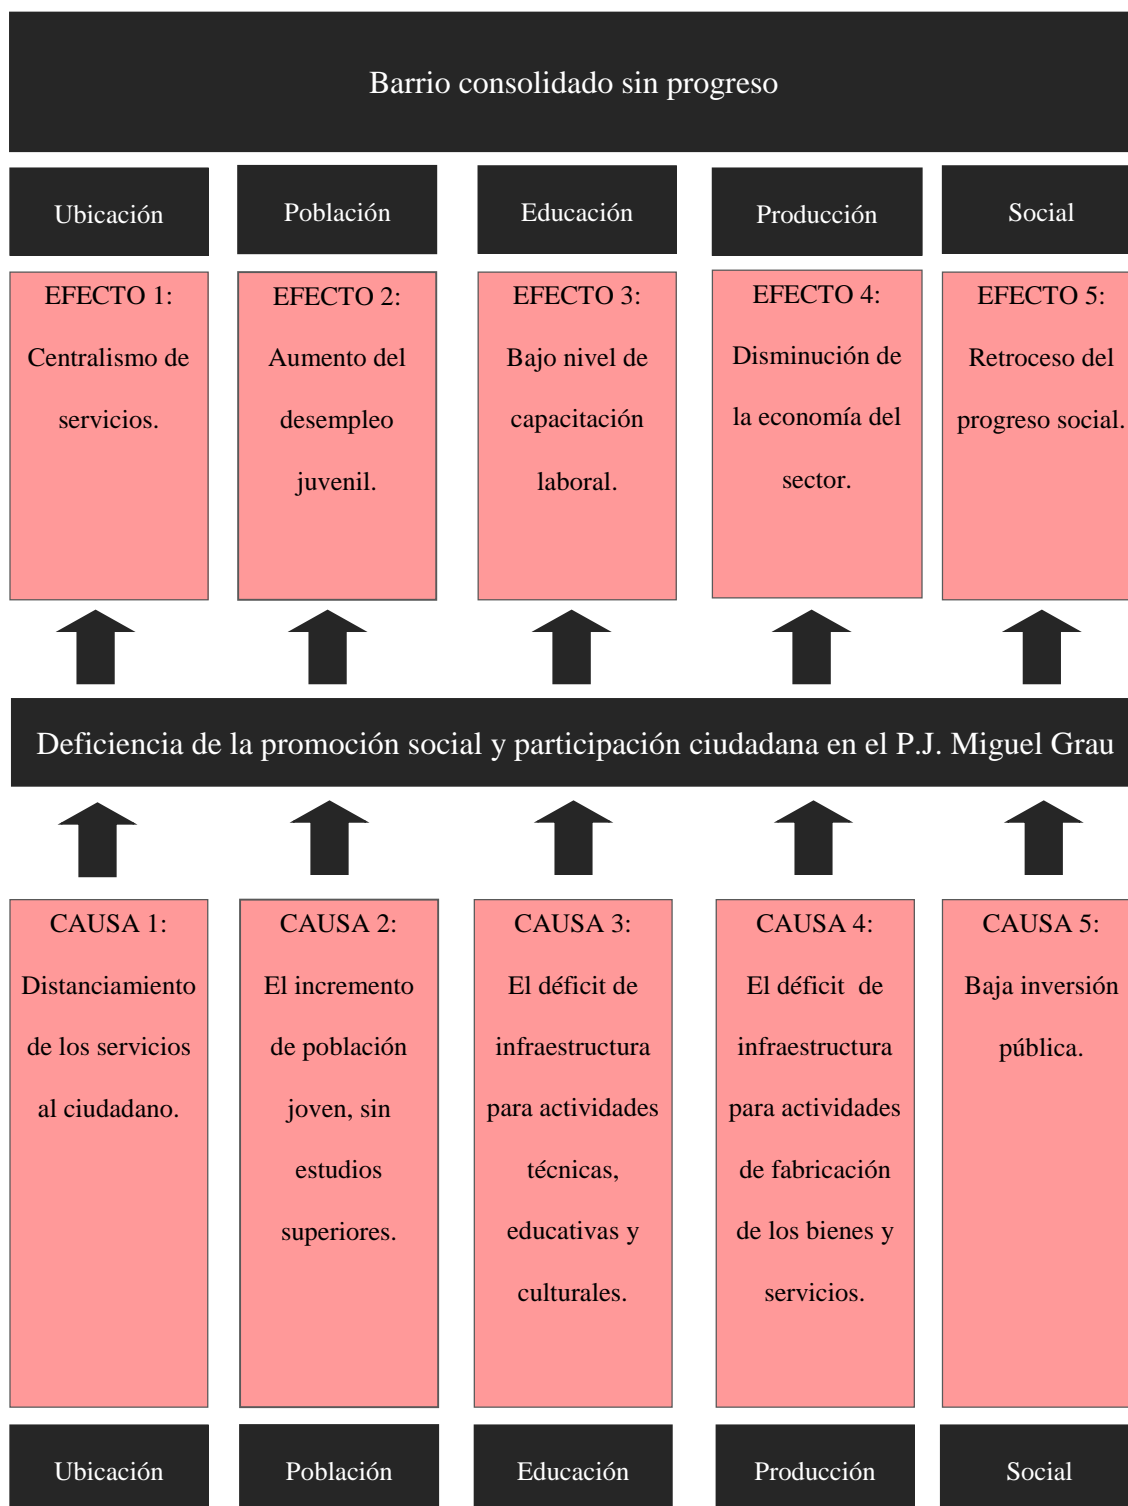 Barrio consolidado sin progreso
Ubicación
Población
Educación
Producción
Social
EFECTO 1:
Centralismo de
servicios.
EFECTO 2:
Aumento del
desempleo
juvenil.
EFECTO 3:
Bajo nivel de
capacitación
laboral.
EFECTO 4:
Disminución de
la economía del
sector.
EFECTO 5:
Retroceso del
progreso social.
Deficiencia de la promoción social y participación ciudadana en el P.J. Miguel Grau
CAUSA 1:
Distanciamiento
de los servicios
al ciudadano.
CAUSA 2:
El incremento
de población
joven, sin
estudios
superiores.
CAUSA 3:
El déficit de
infraestructura
para actividades
técnicas,
educativas y
culturales.
CAUSA 4:
El déficit  de
infraestructura
para actividades
de fabricación
de los bienes y
servicios.
CAUSA 5:
Baja inversión
pública.
Ubicación
Población
Educación
Producción
Social